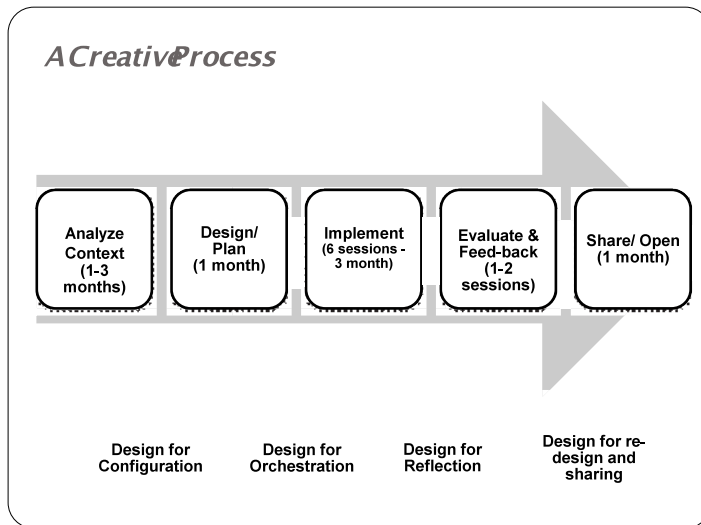 A Creative Process
Analyze
Context
(1-3
months)
Design/
Plan
(1 month)
Implement
(6 sessions -
3 month)
Evaluate &
Feed-back
(1-2
sessions)
Share/ Open
(1 month)
Design for
Configuration
Design for
Orchestration
Design for
Reflection
Design for re-
design and
sharing